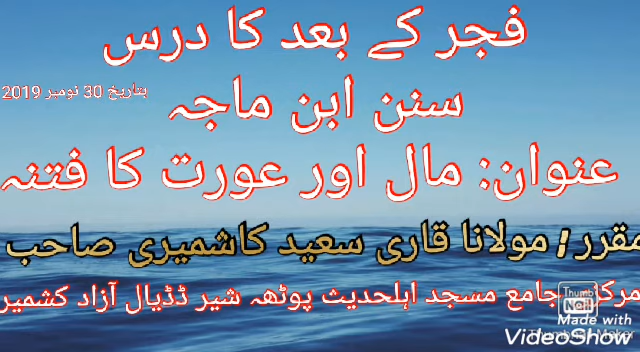 فجر کے بعد کا درس
سنن ابن ماجہ
بتاریخ 30 نومبر 2019
عنوان: مال اور عورت کا فتنہ
مقرر : مولانا قاری سعید کاشمیری صاحب
مرکزی جامع مسجد اہلحدیث پوٹھہ شیر ڈڈیال آزاد کشمیر
Made with
VideoShow